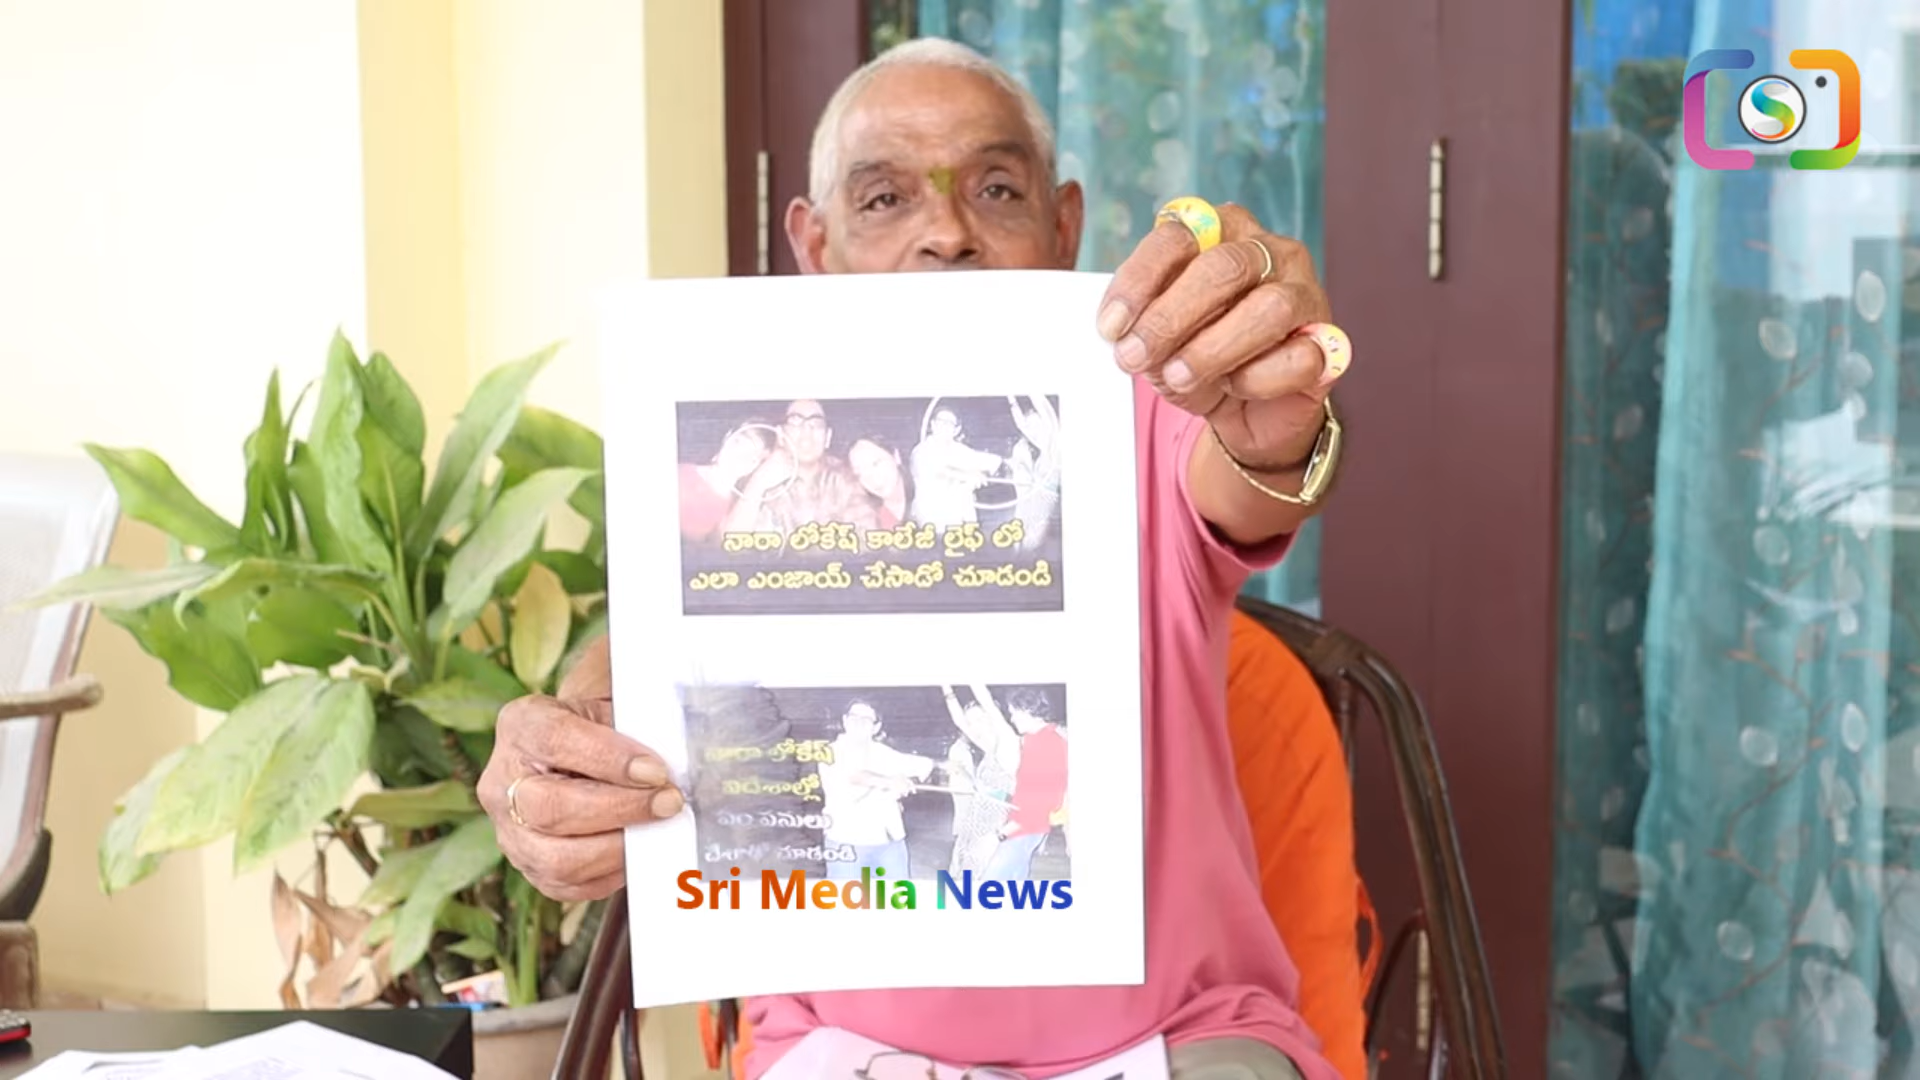 నారా లోకేష్ కాలేజీ లైఫ్ లో
ఎలా ఎంజాయ్ చేసాడో చూడండి
నారా లోకేష్
విదేశాల్లో
ఏం పనులు
చేశాడో చూడండి
Sri Media News